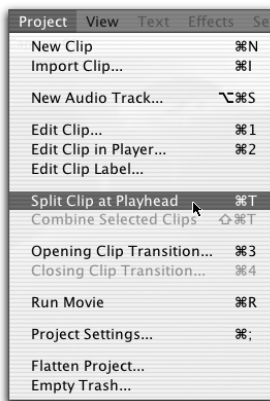 Project View Text Effects Se
New Clip ⌘N
Import Clip... ⌘I
New Audio Track... ⌥⌘S
Edit Clip... ⌘1
Edit Clip in Player... ⌘2
Edit Clip Label...
Split Clip at Playhead ⌘T
Combine Selected Clips ⇧⌘T
Opening Clip Transition... ⌘3
Closing Clip Transition... ⌘4
Run Movie ⌘R
Project Settings... ⌘;
Flatten Project...
Empty Trash...